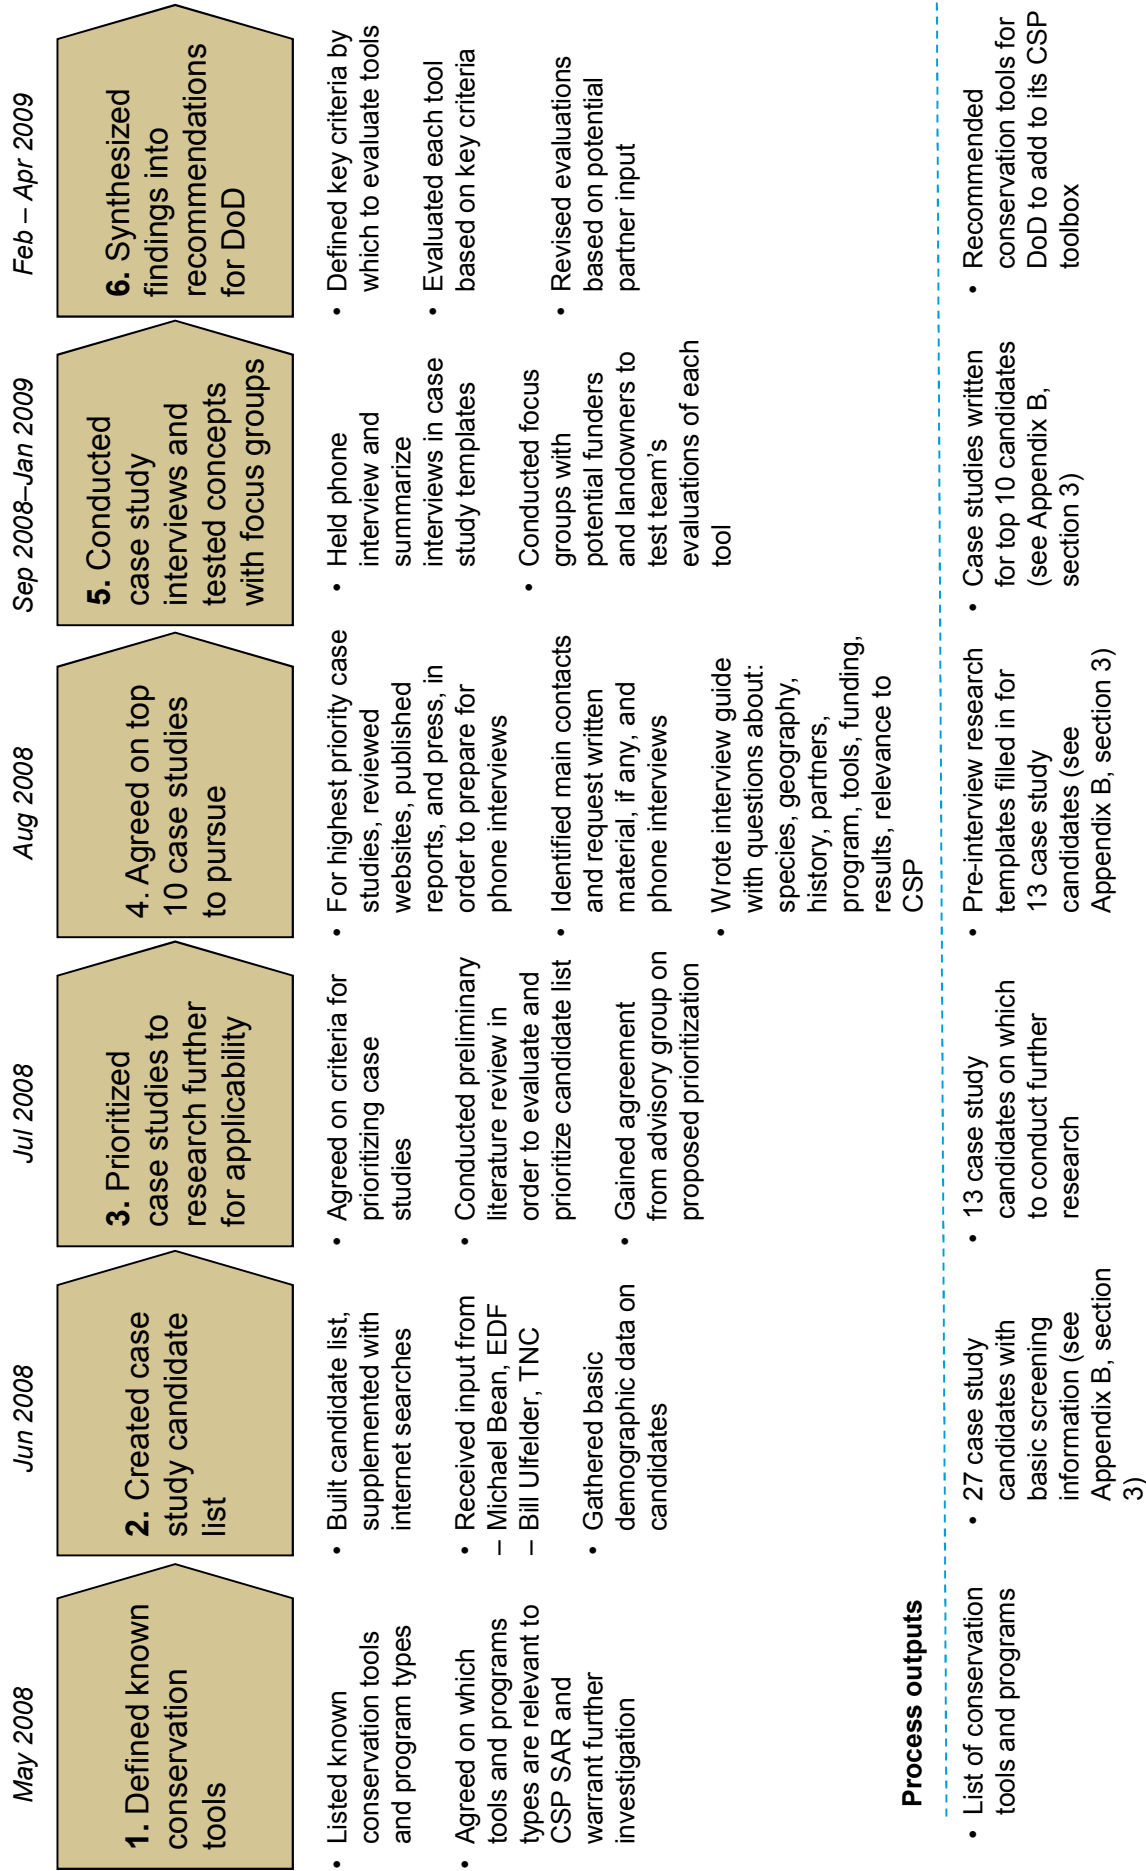 May 2008
1. Defined known
conservation
tools
• Listed known
conservation tools
and program types
• Agreed on which
tools and programs
types are relevant to
CSP SAR and
warrant further
investigation
Jun 2008
2. Created case
study candidate
list
• Built candidate list,
supplemented with
internet searches
• Received input from
– Michael Bean, EDF
– Bill Ulfelder, TNC
• Gathered basic
demographic data on
candidates
Jul 2008
3. Prioritized
case studies to
research further
for applicability
• Agreed on criteria for
prioritizing case
studies
• Conducted preliminary
literature review in
order to evaluate and
prioritize candidate list
• Gained agreement
from advisory group on
proposed prioritization
Aug 2008
4. Agreed on top
10 case studies
to pursue
• For highest priority case
studies, reviewed
websites, published
reports, and press, in
order to prepare for
phone interviews
• Identified main contacts
and request written
material, if any, and
phone interviews
• Wrote interview guide
with questions about:
species, geography,
history, partners,
program, tools, funding,
results, relevance to
CSP
Sep 2008–Jan 2009
5. Conducted
case study
interviews and
tested concepts
with focus groups
• Held phone
interview and
summarize
interviews in case
study templates
• Conducted focus
groups with
potential funders
and landowners to
test team's
evaluations of each
tool
Feb – Apr 2009
6. Synthesized
findings into
recommendations
for DoD
• Defined key criteria by
which to evaluate tools
• Evaluated each tool
based on key criteria
• Revised evaluations
based on potential
partner input
Process outputs
• List of conservation
tools and programs
• 27 case study
candidates with
basic screening
information (see
Appendix B, section
3)
• 13 case study
candidates on which
to conduct further
research
• Pre-interview research
templates filled in for
13 case study
candidates (see
Appendix B, section 3)
• Case studies written
for top 10 candidates
(see Appendix B,
section 3)
• Recommended
conservation tools for
DoD to add to its CSP
toolbox